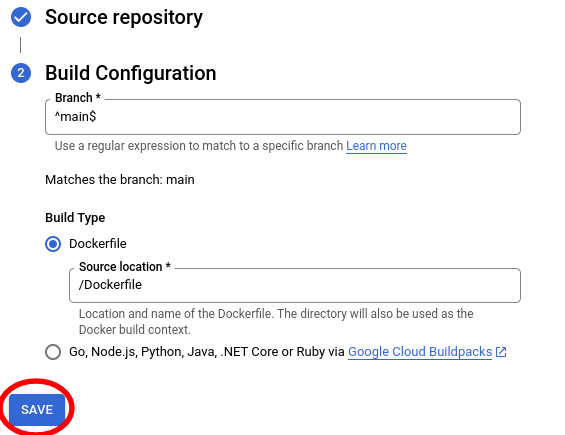 Source repository
2 Build Configuration
Branch *
^main$
Use a regular expression to match to a specific branch Learn more
Matches the branch: main
Build Type
Dockerfile
Source location *
/Dockerfile
Location and name of the Dockerfile. The directory will also be used as the
Docker build context.
Go, Node.js, Python, Java, .NET Core or Ruby via Google Cloud Buildpacks
SAVE